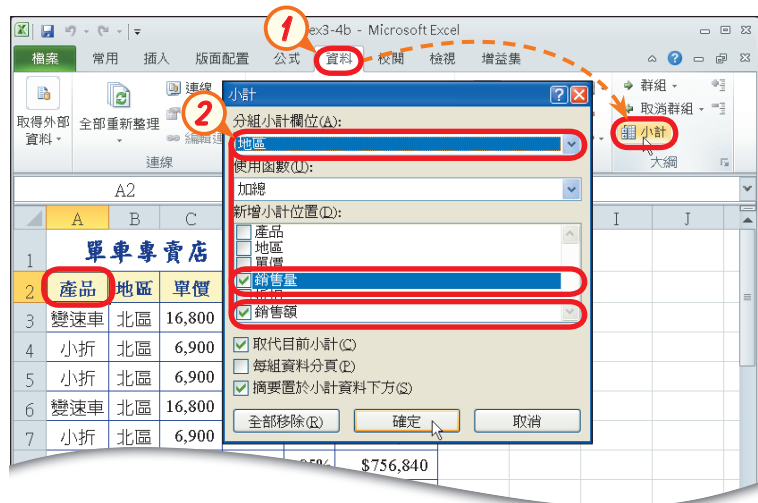 1
ex3-4b - Microsoft Excel
檔案 常用 插入 版面配置 公式 資料 校閱 檢視 增益集
取得外部資料 全部重新整理 連線
連線
群組
取消群組
小計
大綱
2
小計
分組小計欄位(A):
地區
使用函數(U):
加總
新增小計位置(D):
產品
地區
單價
銷售量
銷售額
取代目前小計(C)
每組資料分頁(P)
摘要置於小計資料下方(S)
全部移除(R) 確定 取消
A2
A B C I J
1 單車專賣店
2 產品 地區 單價
3 變速車 北區 16,800
4 小折 北區 6,900
5 小折 北區 6,900
6 變速車 北區 16,800
7 小折 北區 6,900
$756,840